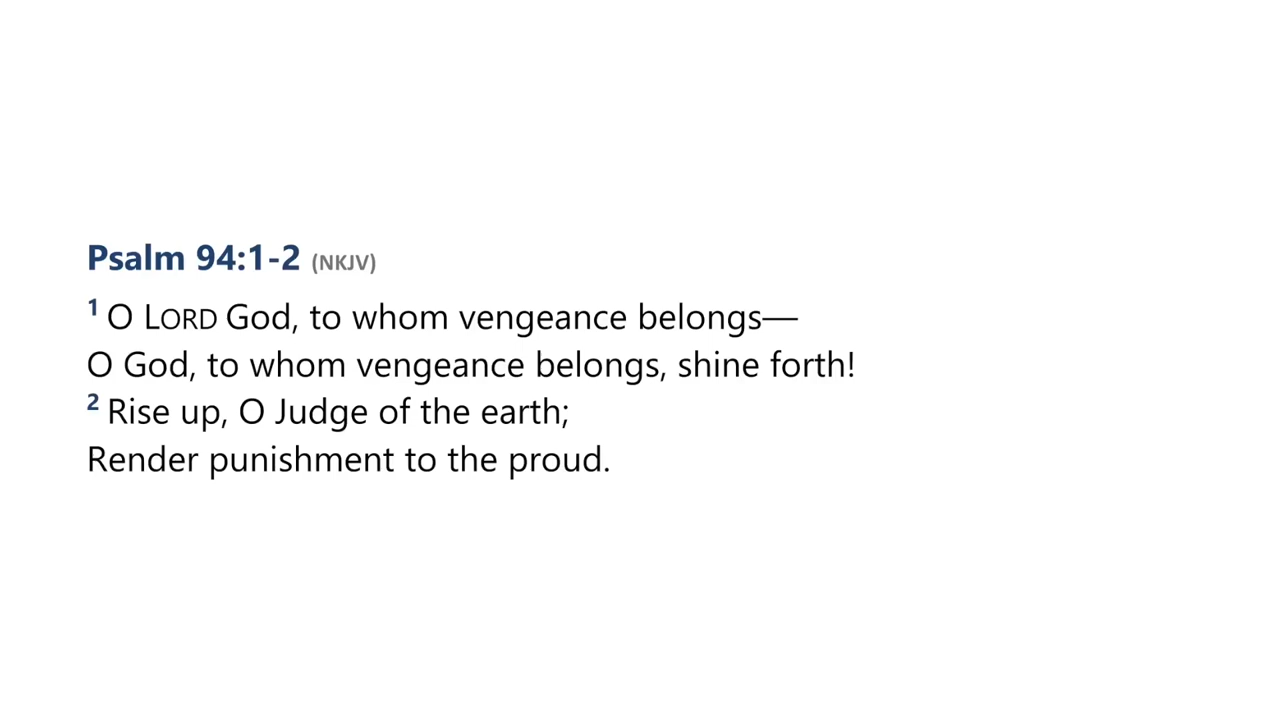 Psalm 94:1-2 (NKJV)
1 O LORD God, to whom vengeance belongs—
O God, to whom vengeance belongs, shine forth!
2 Rise up, O Judge of the earth;
Render punishment to the proud.